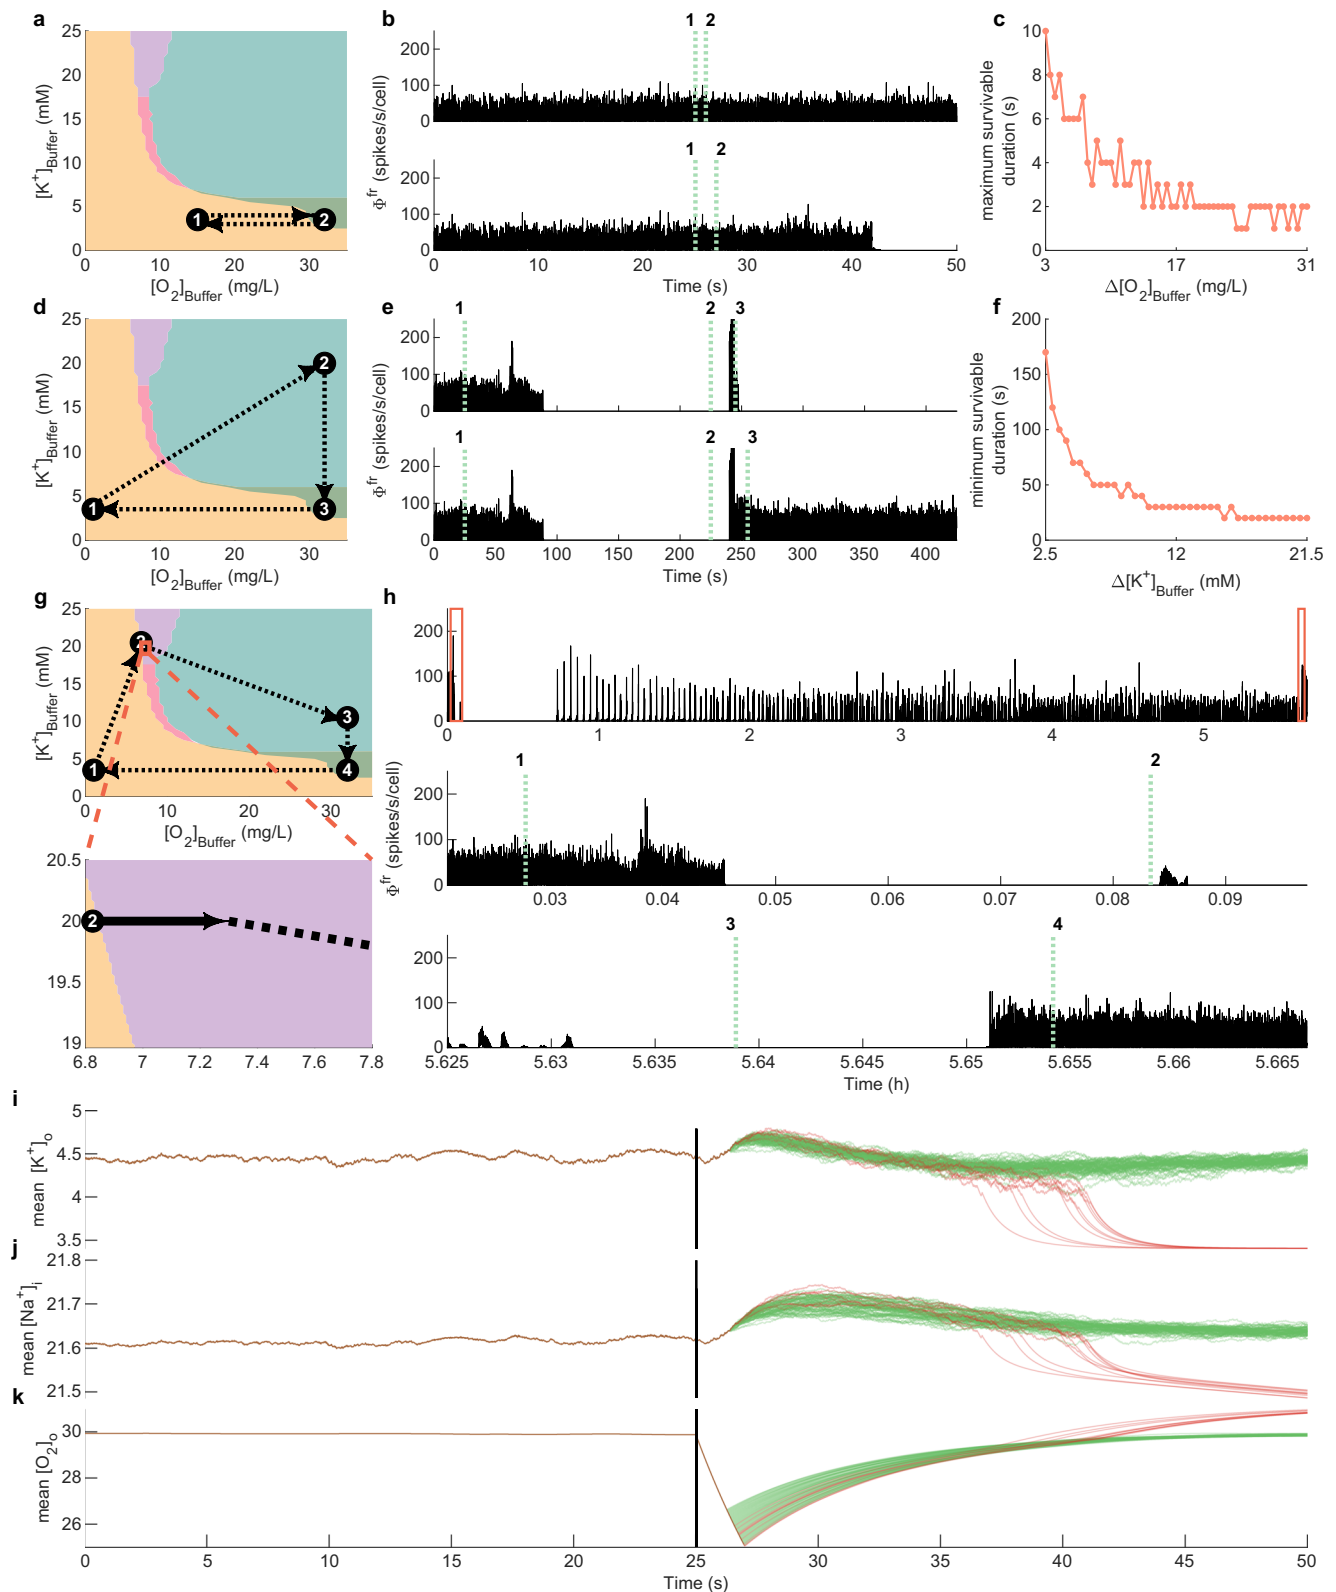 a
25
20
15
10
5
0
[K+]Buffer (mM)
1
2
0 10 20 30
[O2]Buffer (mg/L)
b
1 2
200
100
0
1 2
200
100
0
Φfr (spikes/s/cell)
0 10 20 30 40 50
Time (s)
c
10
8
6
4
2
0
maximum survivable
duration (s)
3 17 31
Δ[O2]Buffer (mg/L)
d
25
20
15
10
5
0
[K+]Buffer (mM)
1
2
3
0 10 20 30
[O2]Buffer (mg/L)
e
1 2 3
200
100
0
1 2 3
200
100
0
Φfr (spikes/s/cell)
0 50 100 150 200 250 300 350 400
Time (s)
f
200
150
100
50
0
minimum survivable
duration (s)
2.5 12 21.5
Δ[K+]Buffer (mM)
g
25
20
15
10
5
0
[K+]Buffer (mM)
1
2
3
4
0 10 20 30
[O2]Buffer (mg/L)
20.5
20
19.5
19
2
6.8 7 7.2 7.4 7.6 7.8
h
200
100
0
0 1 2 3 4 5
1 2
200
100
0
Φfr (spikes/s/cell)
0.03 0.04 0.05 0.06 0.07 0.08 0.09
3 4
200
100
0
5.625 5.63 5.635 5.64 5.645 5.65 5.655 5.66 5.665
Time (h)
i
5
4.5
4
3.5
mean [K+]o
j
21.8
21.7
21.6
21.5
mean [Na+]i
k
30
28
26
mean [O2]o
0 5 10 15 20 25 30 35 40 45 50
Time (s)